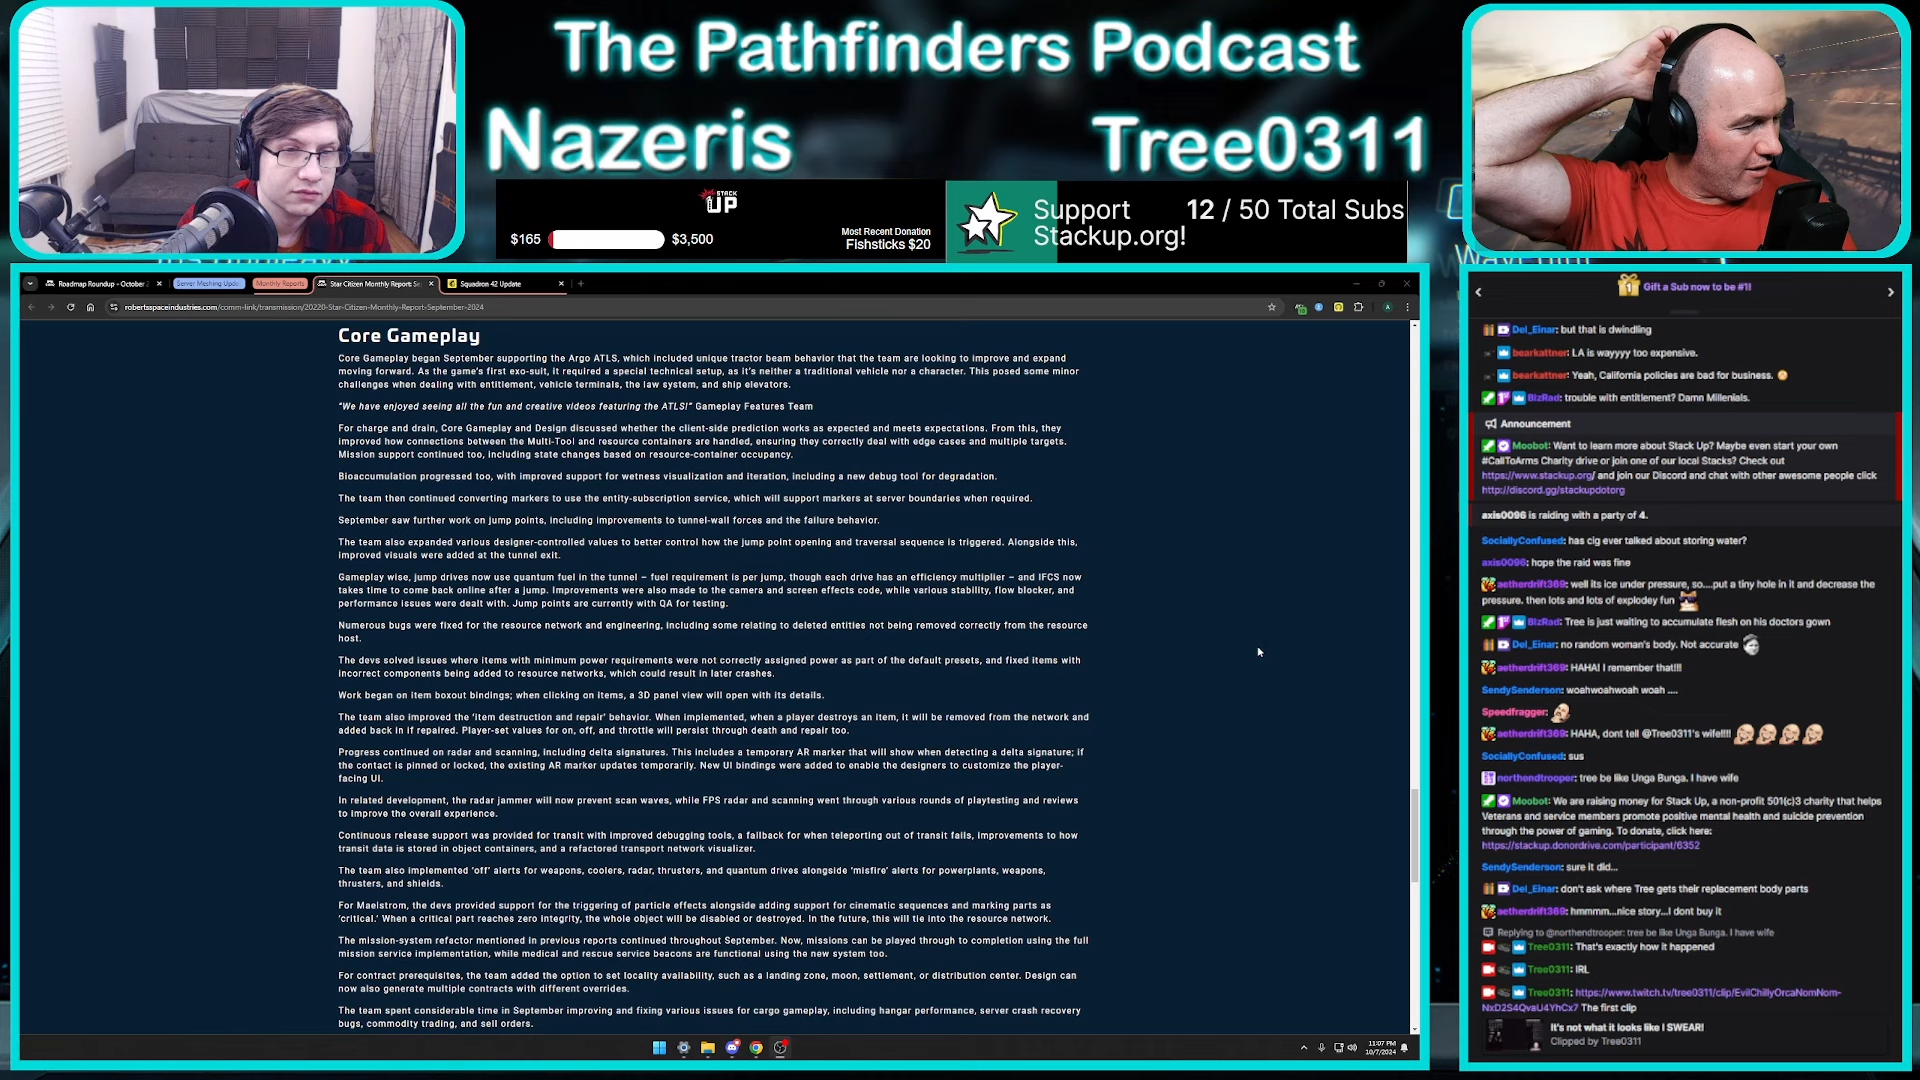 The Pathfinders Podcast
Nazeris
Tree0311
STACK
UP
$165
$3,500
Most Recent Donation
Fishsticks $20
Support
Stackup.org!
12 / 50 Total Subs
Roadmap Roundup - October 2
Server Meshing Upda
Monthly Reports
Star Citizen Monthly Report: Se
Squadron 42 Update
robertsspaceindustries.com/comm-link/transmission/20220-Star-Citizen-Monthly-Report-September-2024
Core Gameplay
Core Gameplay began September supporting the Argo ATLS, which included unique tractor beam behavior that the team are looking to improve and expand
moving forward. As the game's first exo-suit, it required a special technical setup, as it's neither a traditional vehicle nor a character. This posed some minor
challenges when dealing with entitlement, vehicle terminals, the law system, and ship elevators.
"We have enjoyed seeing all the fun and creative videos featuring the ATLS!" Gameplay Features Team
For charge and drain, Core Gameplay and Design discussed whether the client-side prediction works as expected and meets expectations. From this, they
improved how connections between the Multi-Tool and resource containers are handled, ensuring they correctly deal with edge cases and multiple targets.
Mission support continued too, including state changes based on resource-container occupancy.
Bioaccumulation progressed too, with improved support for wetness visualization and iteration, including a new debug tool for degradation.
The team then continued converting markers to use the entity-subscription service, which will support markers at server boundaries when required.
September saw further work on jump points, including improvements to tunnel-wall forces and the failure behavior.
The team also expanded various designer-controlled values to better control how the jump point opening and traversal sequence is triggered. Alongside this,
improved visuals were added at the tunnel exit.
Gameplay wise, jump drives now use quantum fuel in the tunnel – fuel requirement is per jump, though each drive has an efficiency multiplier – and IFCS now
takes time to come back online after a jump. Improvements were also made to the camera and screen effects code, while various stability, flow blocker, and
performance issues were dealt with. Jump points are currently with QA for testing.
Numerous bugs were fixed for the resource network and engineering, including some relating to deleted entities not being removed correctly from the resource
host.
The devs solved issues where items with minimum power requirements were not correctly assigned power as part of the default presets, and fixed items with
incorrect components being added to resource networks, which could result in later crashes.
Work began on item boxout bindings; when clicking on items, a 3D panel view will open with its details.
The team also improved the 'item destruction and repair' behavior. When implemented, when a player destroys an item, it will be removed from the network and
added back in if repaired. Player-set values for on, off, and throttle will persist through death and repair too.
Progress continued on radar and scanning, including delta signatures. This includes a temporary AR marker that will show when detecting a delta signature; if
the contact is pinned or locked, the existing AR marker updates temporarily. New UI bindings were added to enable the designers to customize the player-
facing UI.
In related development, the radar jammer will now prevent scan waves, while FPS radar and scanning went through various rounds of playtesting and reviews
to improve the overall experience.
Continuous release support was provided for transit with improved debugging tools, a fallback for when teleporting out of transit fails, improvements to how
transit data is stored in object containers, and a refactored transport network visualizer.
The team also implemented 'off' alerts for weapons, coolers, radar, thrusters, and quantum drives alongside 'misfire' alerts for powerplants, weapons,
thrusters, and shields.
For Maelstrom, the devs provided support for the triggering of particle effects alongside adding support for cinematic sequences and marking parts as
'critical.' When a critical part reaches zero integrity, the whole object will be disabled or destroyed. In the future, this will tie into the resource network.
The mission-system refactor mentioned in previous reports continued throughout September. Now, missions can be played through to completion using the full
mission service implementation, while medical and rescue service beacons are functional using the new system too.
For contract prerequisites, the team added the option to set locality availability, such as a landing zone, moon, settlement, or distribution center. Design can
now also generate multiple contracts with different overrides.
The team spent considerable time in September improving and fixing various issues for cargo gameplay, including hangar performance, server crash recovery
bugs, commodity trading, and sell orders.
11:07 PM
10/7/2024
1 Gift a Sub now to be #1!
Del_Einar: but that is dwindling
bearkattner: LA is wayyyy too expensive.
bearkattner: Yeah, California policies are bad for business.
BizRad: trouble with entitlement? Damn Millenials.
Announcement
Moobot: Want to learn more about Stack Up? Maybe even start your own
#CallToArms Charity drive or join one of our local Stacks? Check out
https://www.stackup.org/ and join our Discord and chat with other awesome people click
http://discord.gg/stackupdotorg
axis0096 is raiding with a party of 4.
SociallyConfused: has cig ever talked about storing water?
axis0096: hope the raid was fine
aetherdrift369: well its ice under pressure, so....put a tiny hole in it and decrease the
pressure. then lots and lots of explodey fun
BizRad: Tree is just waiting to accumulate flesh on his doctors gown
Del_Einar: no random woman's body. Not accurate
aetherdrift369: HAHA! I remember that!!!
SendySenderson: woahwoahwoah woah ....
Speedfragger:
aetherdrift369: HAHA, dont tell @Tree0311's wife!!!!
SociallyConfused: sus
northendtrooper: tree be like Unga Bunga. I have wife
Moobot: We are raising money for Stack Up, a non-profit 501(c)3 charity that helps
Veterans and service members promote positive mental health and suicide prevention
through the power of gaming. To donate, click here:
https://stackup.donordrive.com/participant/6352
SendySenderson: sure it did...
Del_Einar: don't ask where Tree gets their replacement body parts
aetherdrift369: hmmmm...nice story...I dont buy it
Replying to @northendtrooper: tree be like Unga Bunga. I have wife
Tree0311: That's exactly how it happened
Tree0311: IRL
Tree0311: https://www.twitch.tv/tree0311/clip/EvilChillyOrcaNomNom-
NxD2S4QvaU4YhCx7 The first clip
It's not what it looks like I SWEAR!
Clipped by Tree0311